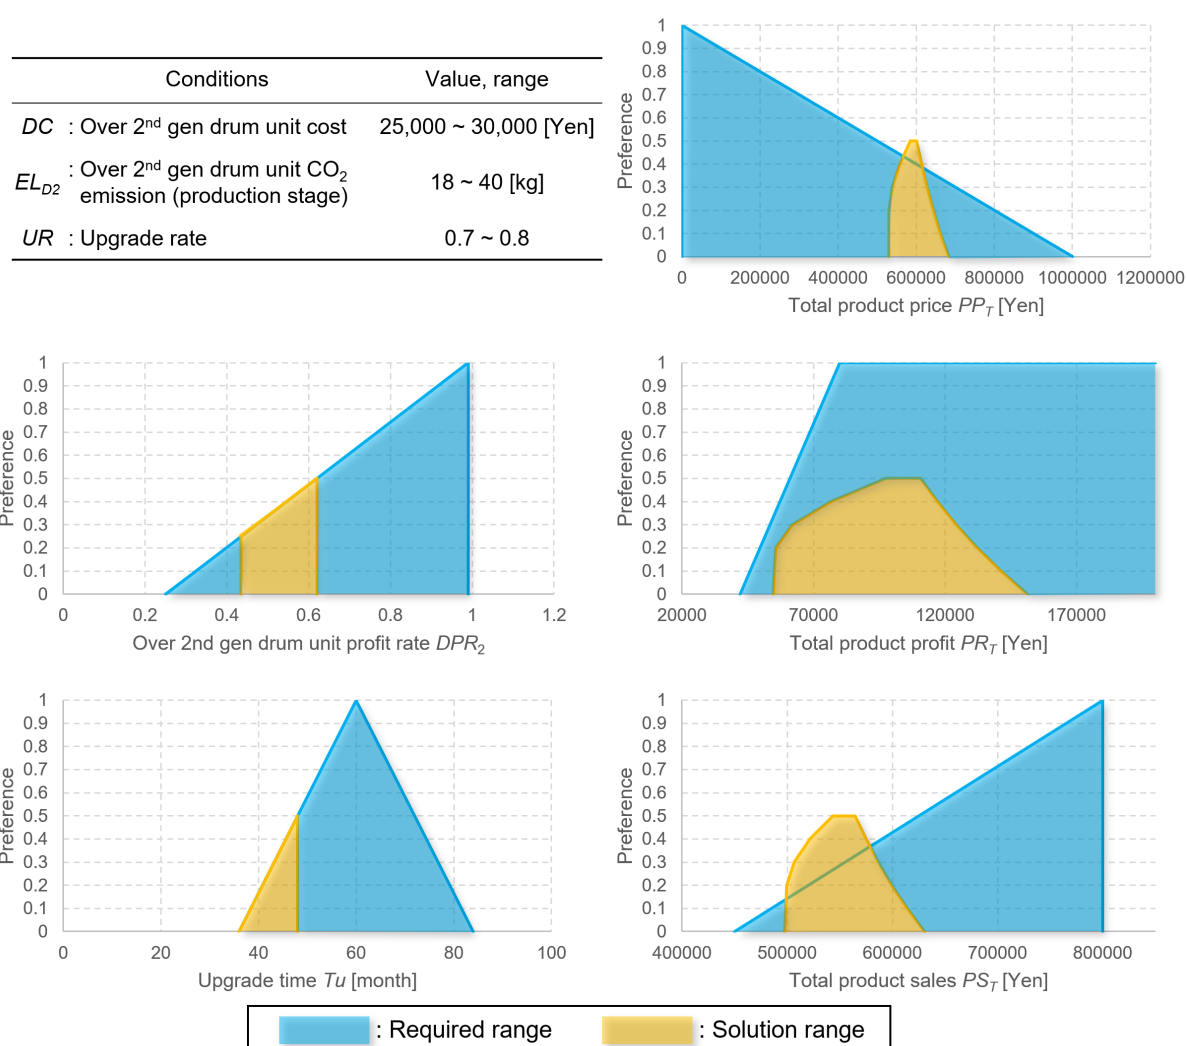 Conditions Value, range
DC : Over 2nd gen drum unit cost 25,000 ~ 30,000 [Yen]
EL_D2 : Over 2nd gen drum unit CO2
emission (production stage) 18 ~ 40 [kg]
UR : Upgrade rate 0.7 ~ 0.8
Preference
1
0.9
0.8
0.7
0.6
0.5
0.4
0.3
0.2
0.1
0
0 200000 400000 600000 800000 1000000 1200000
Total product price PP_T [Yen]
Preference
1
0.9
0.8
0.7
0.6
0.5
0.4
0.3
0.2
0.1
0
0 0.2 0.4 0.6 0.8 1 1.2
Over 2nd gen drum unit profit rate DPR2
Preference
1
0.9
0.8
0.7
0.6
0.5
0.4
0.3
0.2
0.1
0
20000 70000 120000 170000
Total product profit PR_T [Yen]
Preference
1
0.9
0.8
0.7
0.6
0.5
0.4
0.3
0.2
0.1
0
0 20 40 60 80 100
Upgrade time Tu [month]
Preference
1
0.9
0.8
0.7
0.6
0.5
0.4
0.3
0.2
0.1
0
400000 500000 600000 700000 800000
Total product sales PS_T [Yen]
: Required range : Solution range